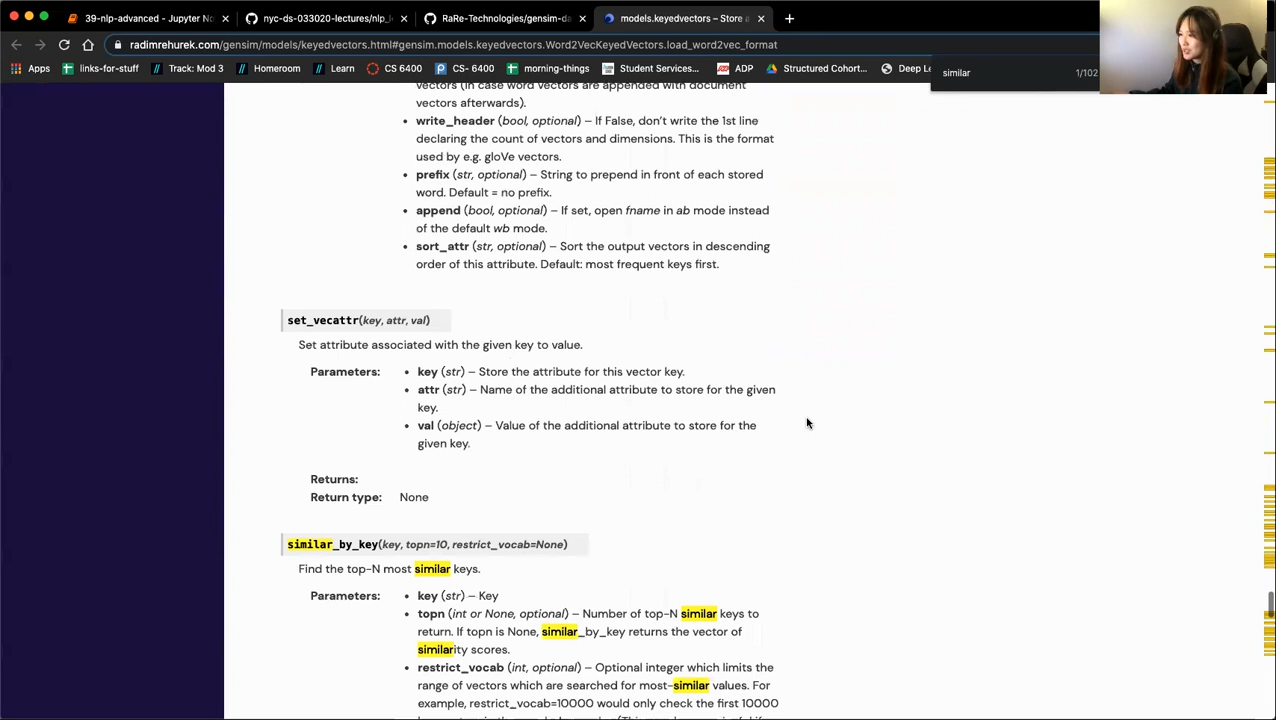 39-nlp-advanced - Jupyter No
nyc-ds-033020-lectures/nlp_l
RaRe-Technologies/gensim-da
models.keyedvectors – Store a
radimrehurek.com/gensim/models/keyedvectors.html#gensim.models.keyedvectors.Word2VecKeyedVectors.load_word2vec_format
Apps links-for-stuff Track: Mod 3 Homeroom Learn CS 6400 CS- 6400 morning-things Student Services... ADP Structured Cohort... Deep Le
similar 1/102
vectors (in case word vectors are appended with document
vectors afterwards).
• write_header (bool, optional) – If False, don't write the 1st line
declaring the count of vectors and dimensions. This is the format
used by e.g. gloVe vectors.
• prefix (str, optional) – String to prepend in front of each stored
word. Default = no prefix.
• append (bool, optional) – If set, open fname in ab mode instead
of the default wb mode.
• sort_attr (str, optional) – Sort the output vectors in descending
order of this attribute. Default: most frequent keys first.
set_vecattr(key, attr, val)
Set attribute associated with the given key to value.
Parameters: • key (str) – Store the attribute for this vector key.
• attr (str) – Name of the additional attribute to store for the given
key.
• val (object) – Value of the additional attribute to store for the
given key.
Returns:
Return type: None
similar_by_key(key, topn=10, restrict_vocab=None)
Find the top-N most similar keys.
Parameters: • key (str) – Key
• topn (int or None, optional) – Number of top-N similar keys to
return. If topn is None, similar_by_key returns the vector of
similarity scores.
• restrict_vocab (int, optional) – Optional integer which limits the
range of vectors which are searched for most-similar values. For
example, restrict_vocab=10000 would only check the first 10000